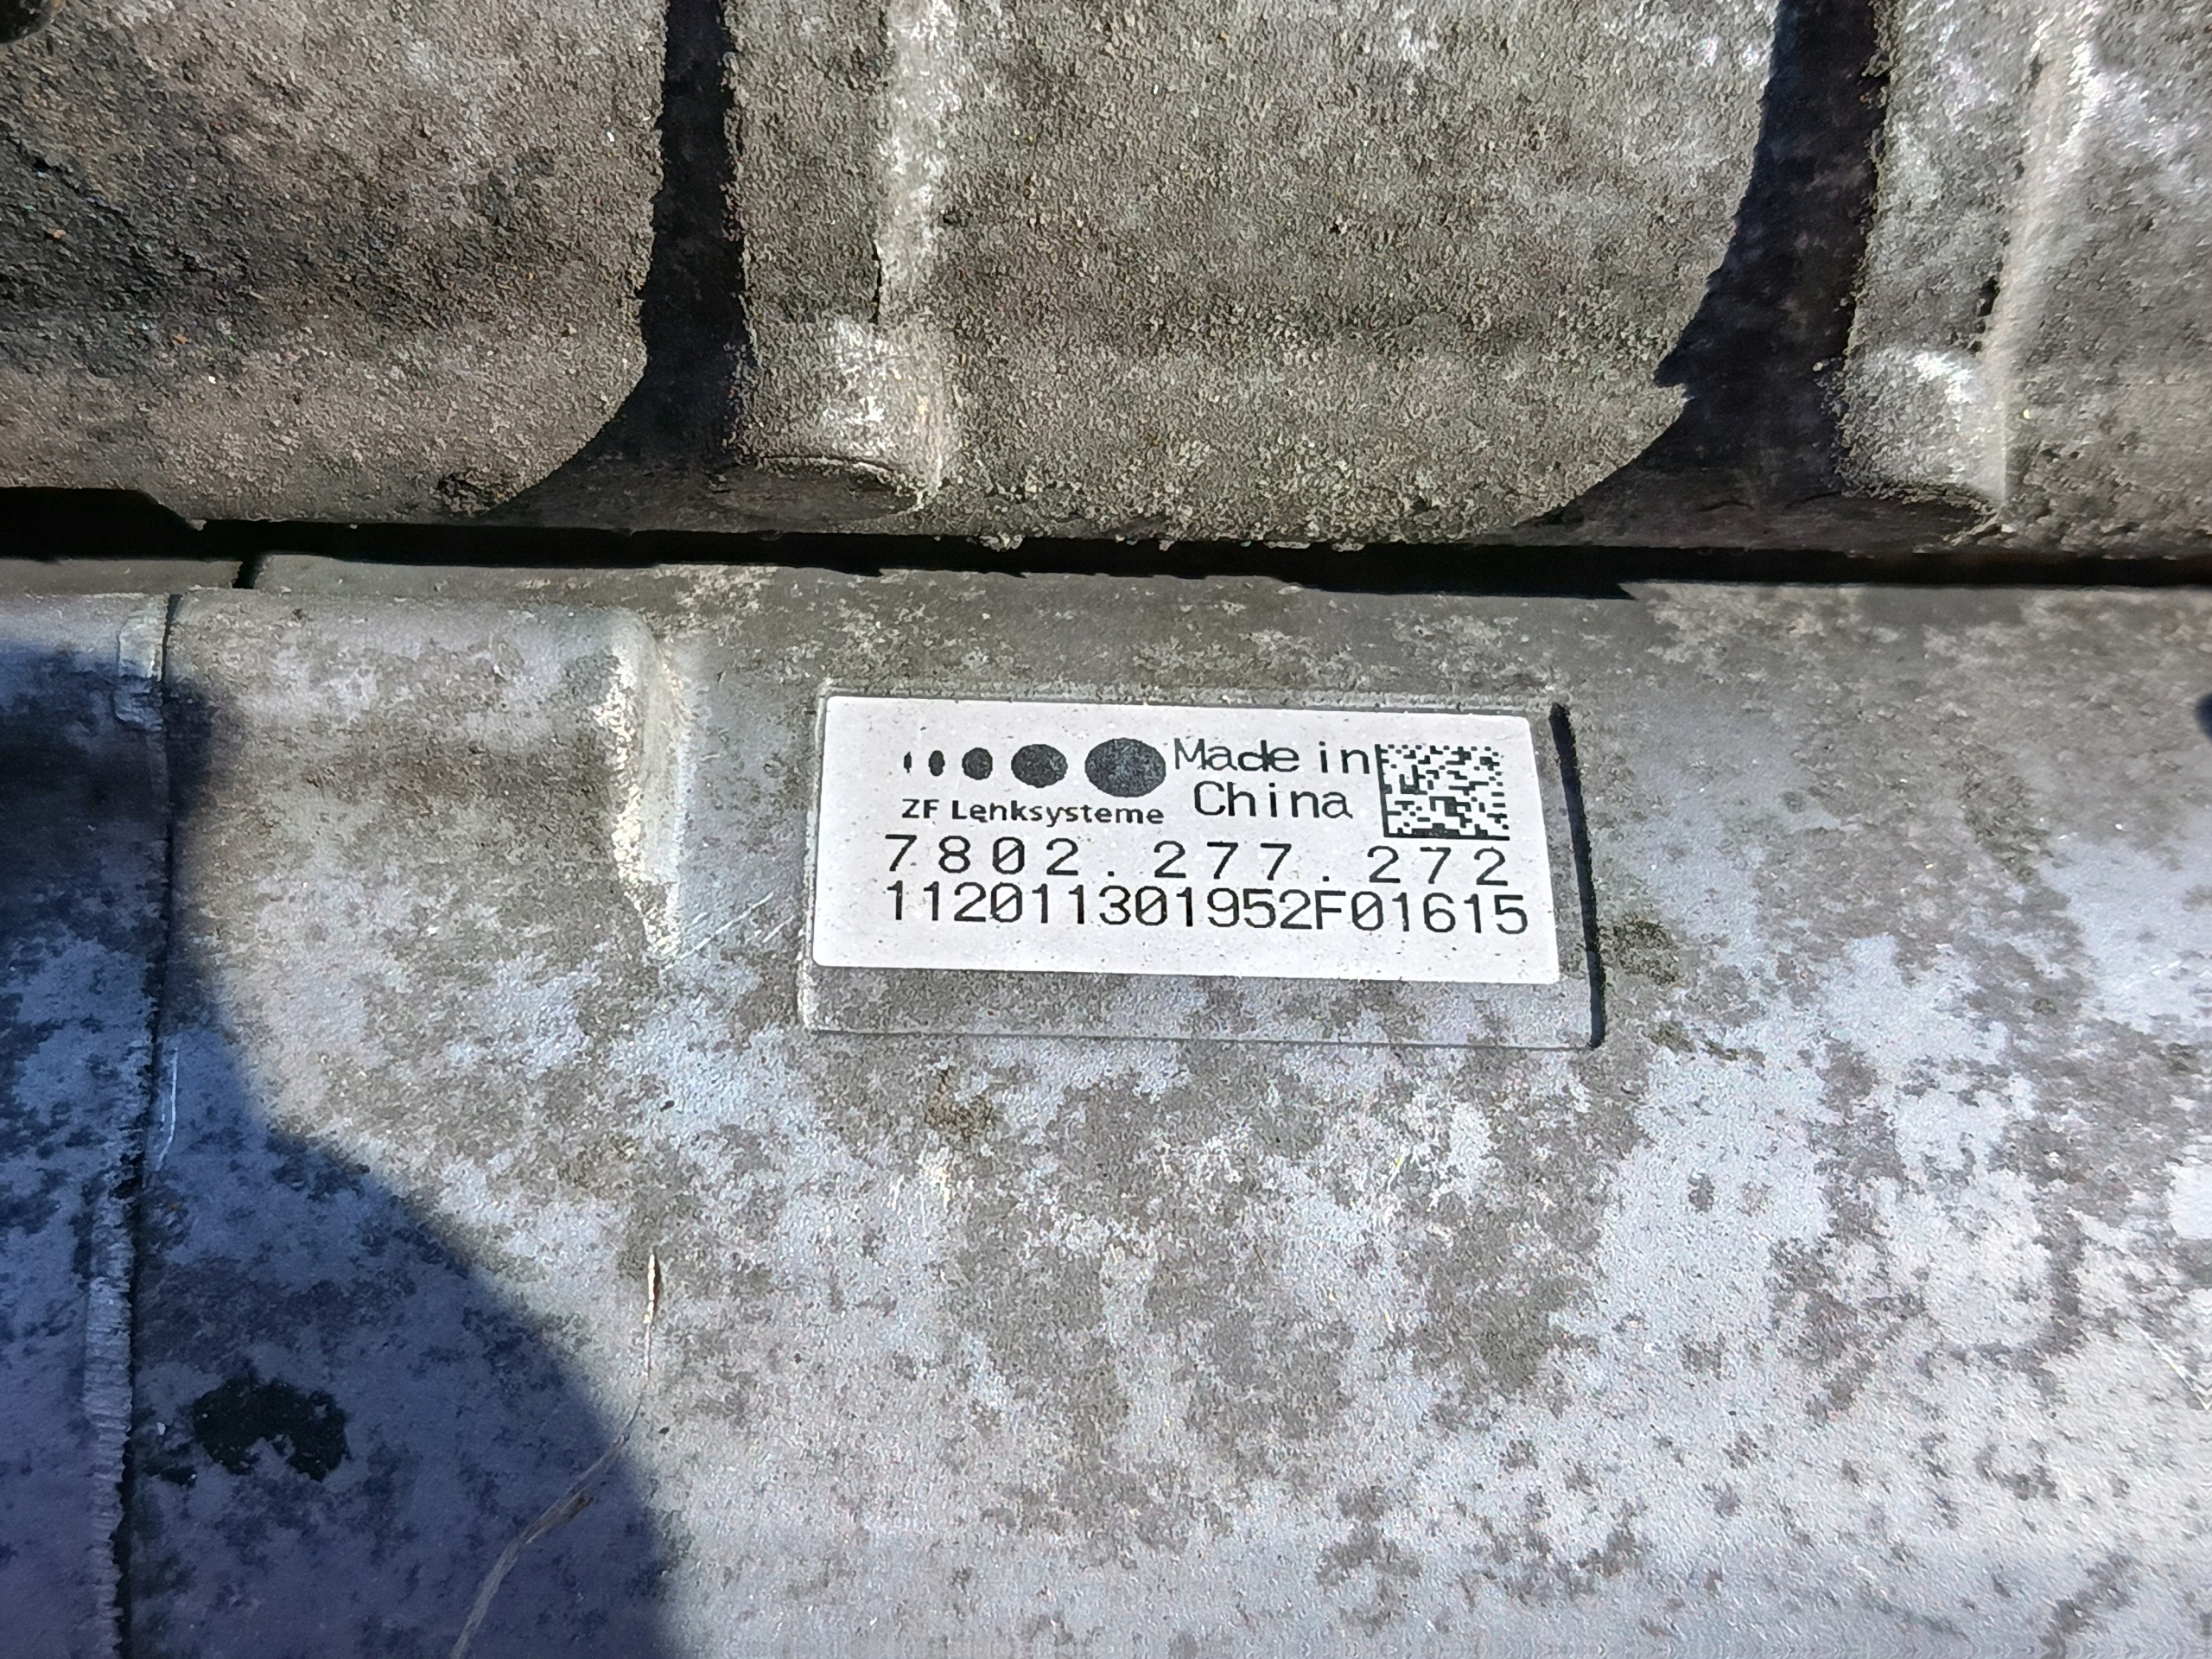 Made in
China
ZF Lenksysteme
7802.277.272
112011301952F01615